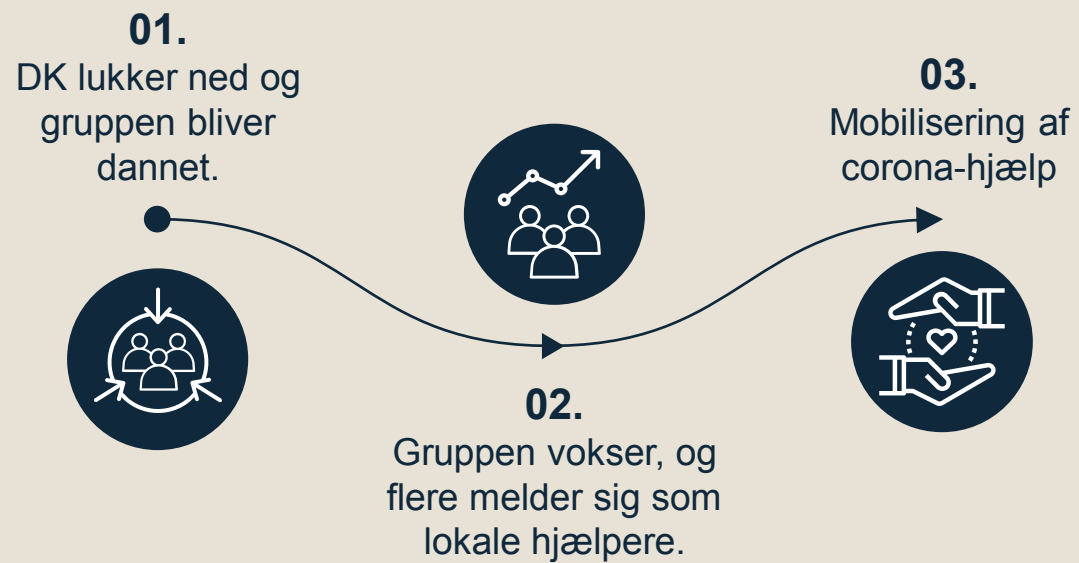 01.
DK lukker ned og
gruppen bliver
dannet.
02.
Gruppen vokser, og
flere melder sig som
lokale hjælpere.
03.
Mobilisering af
corona-hjælp